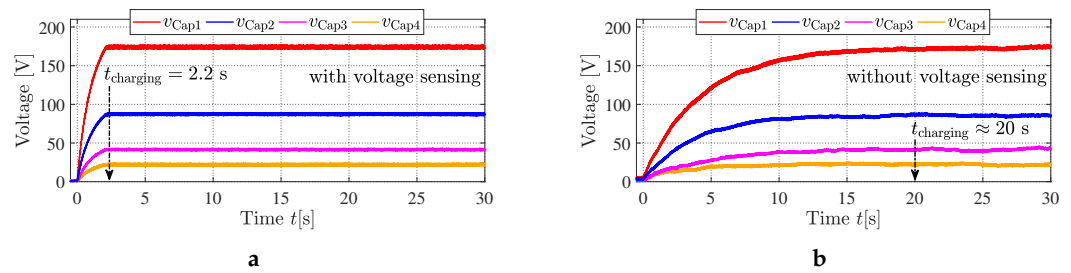 vCap1 vCap2 vCap3 vCap4
200
150
100
50
0
Voltage [V]
tcharging = 2.2 s
with voltage sensing
0 5 10 15 20 25 30
Time t[s]
a
vCap1 vCap2 vCap3 vCap4
200
150
100
50
0
Voltage [V]
without voltage sensing
tcharging ≈ 20 s
0 5 10 15 20 25 30
Time t[s]
b